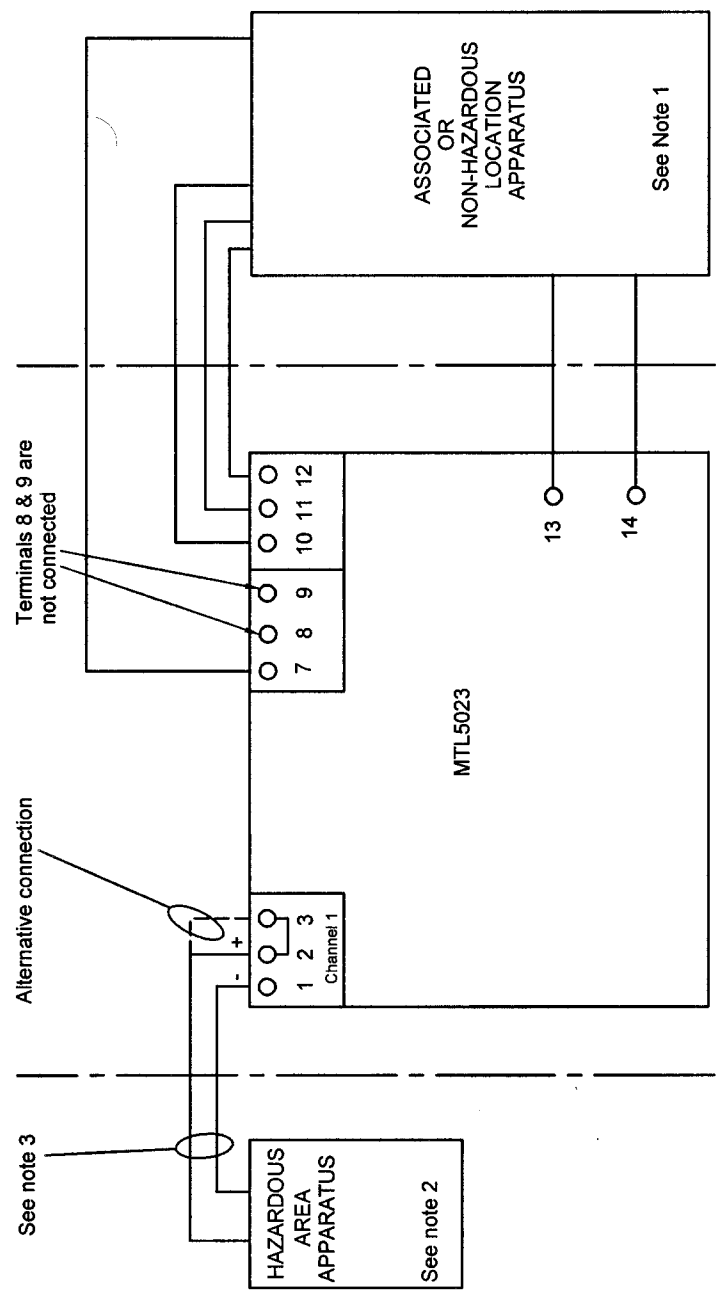 See note 3
Alternative connection
Terminals 8 & 9 are
not connected
HAZARDOUS
AREA
APPARATUS
See note 2
- +
1 2 3
Channel 1
7 8 9 10 11 12
MTL5023
13
14
ASSOCIATED
OR
NON-HAZARDOUS
LOCATION
APPARATUS
See Note 1